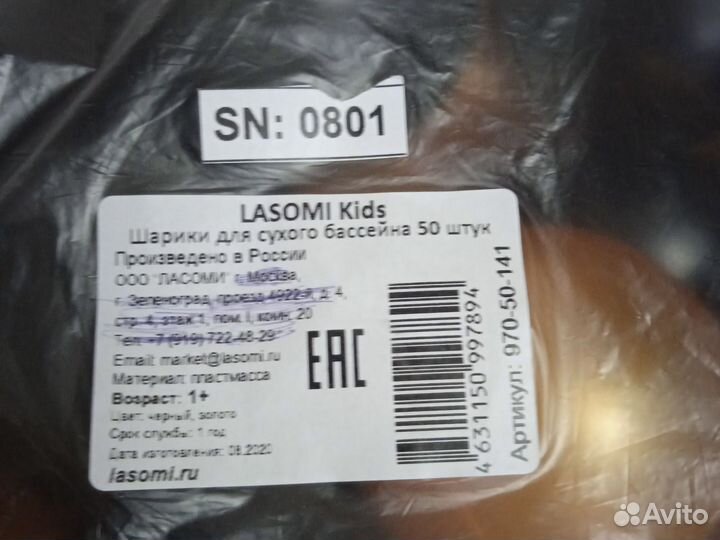 SN: 0801
LASOMI Kids
Шарики для сухого бассейна 50 штук
Произведено в России
ООО "ЛАСОМИ" г. Москва,
г. Зеленоград, проезд 4922-й, д. 4,
стр. 4, этаж 1, пом. I, комн. 20
Тел: +7 (919) 722-48-29
Email: market@lasomi.ru
Материал: пластмасса
Возраст: 1+
Цвет: черный, золото
Срок службы: 1 год
Дата изготовления: 08.2020
lasomi.ru
EAC
4 631150 997894
Артикул: 970-50-141
Avito